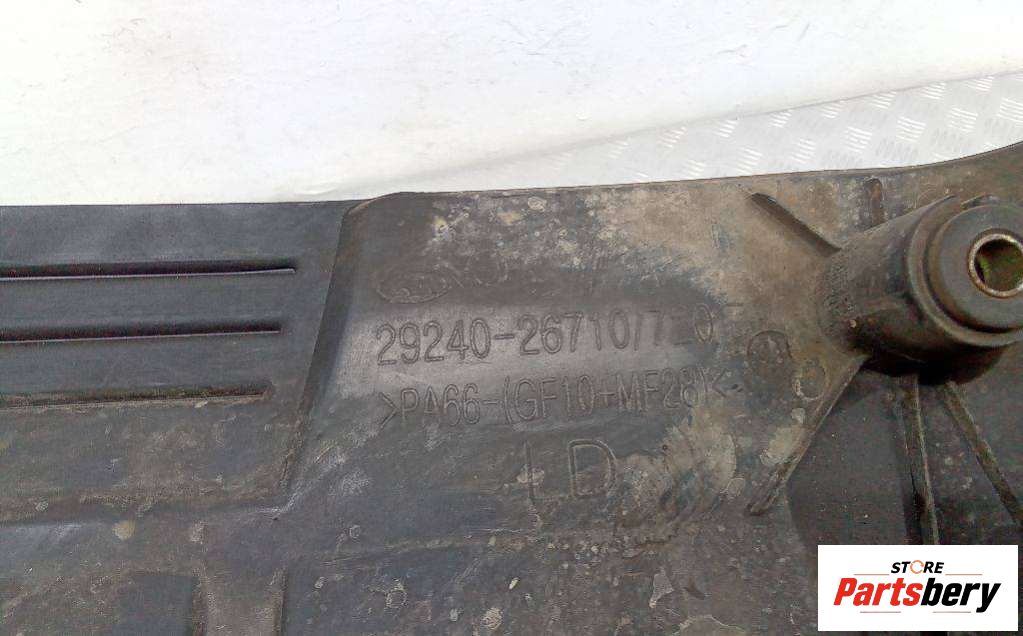 29240-26710/720
>PA66-(GF10+MF28)<
LD
STORE
Partsbery